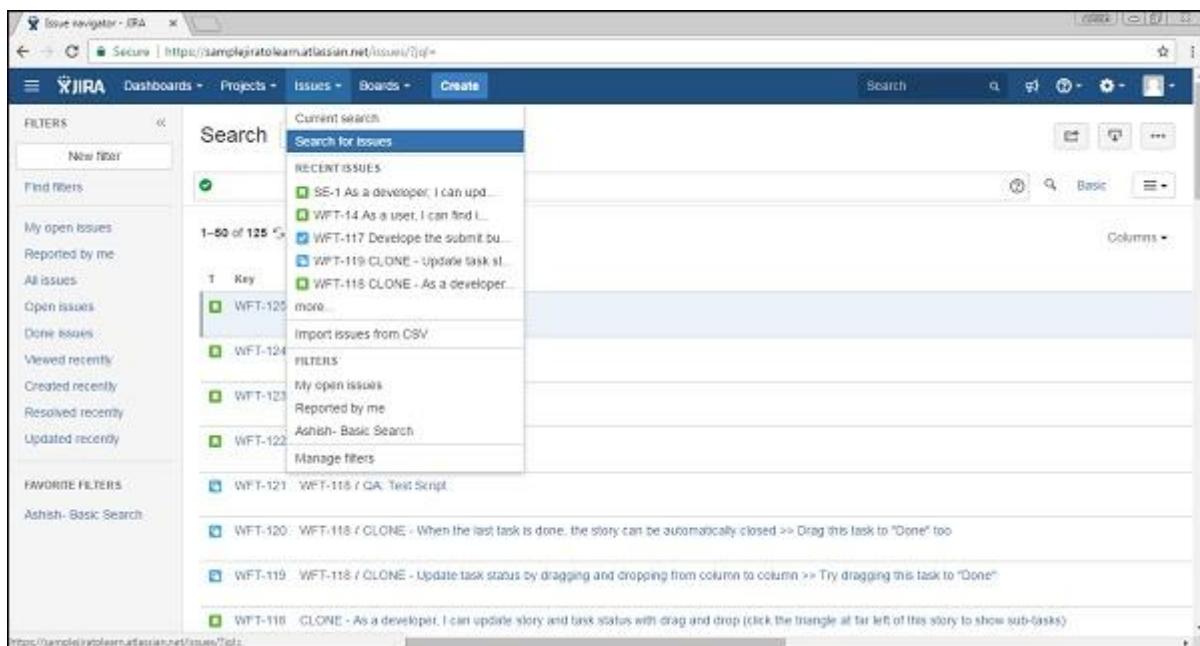 Issue navigator - JIRA
Secure | https://samplejiratolearn.atlassian.net/issues/?jql=
JIRA Dashboards Projects Issues Boards Create Search
FILTERS
New filter
Find filters
My open issues
Reported by me
All issues
Open issues
Done issues
Viewed recently
Created recently
Resolved recently
Updated recently
FAVORITE FILTERS
Ashish- Basic Search
Search
Current search
Search for issues
RECENT ISSUES
SE-1 As a developer, I can upd...
WFT-14 As a user, I can find i...
WFT-117 Develope the submit bu...
WFT-119 CLONE - Update task st...
WFT-118 CLONE - As a developer...
more...
Import issues from CSV
FILTERS
My open issues
Reported by me
Ashish- Basic Search
Manage filters
Basic
1–50 of 125
Columns
T Key
WFT-125
WFT-124
WFT-123
WFT-122
WFT-121 WFT-118 / QA: Test Script
WFT-120 WFT-118 / CLONE - When the last task is done, the story can be automatically closed >> Drag this task to "Done" too
WFT-119 WFT-118 / CLONE - Update task status by dragging and dropping from column to column >> Try dragging this task to "Done"
WFT-118 CLONE - As a developer, I can update story and task status with drag and drop (click the triangle at far left of this story to show sub-tasks)
https://samplejiratolearn.atlassian.net/issues/?jql=